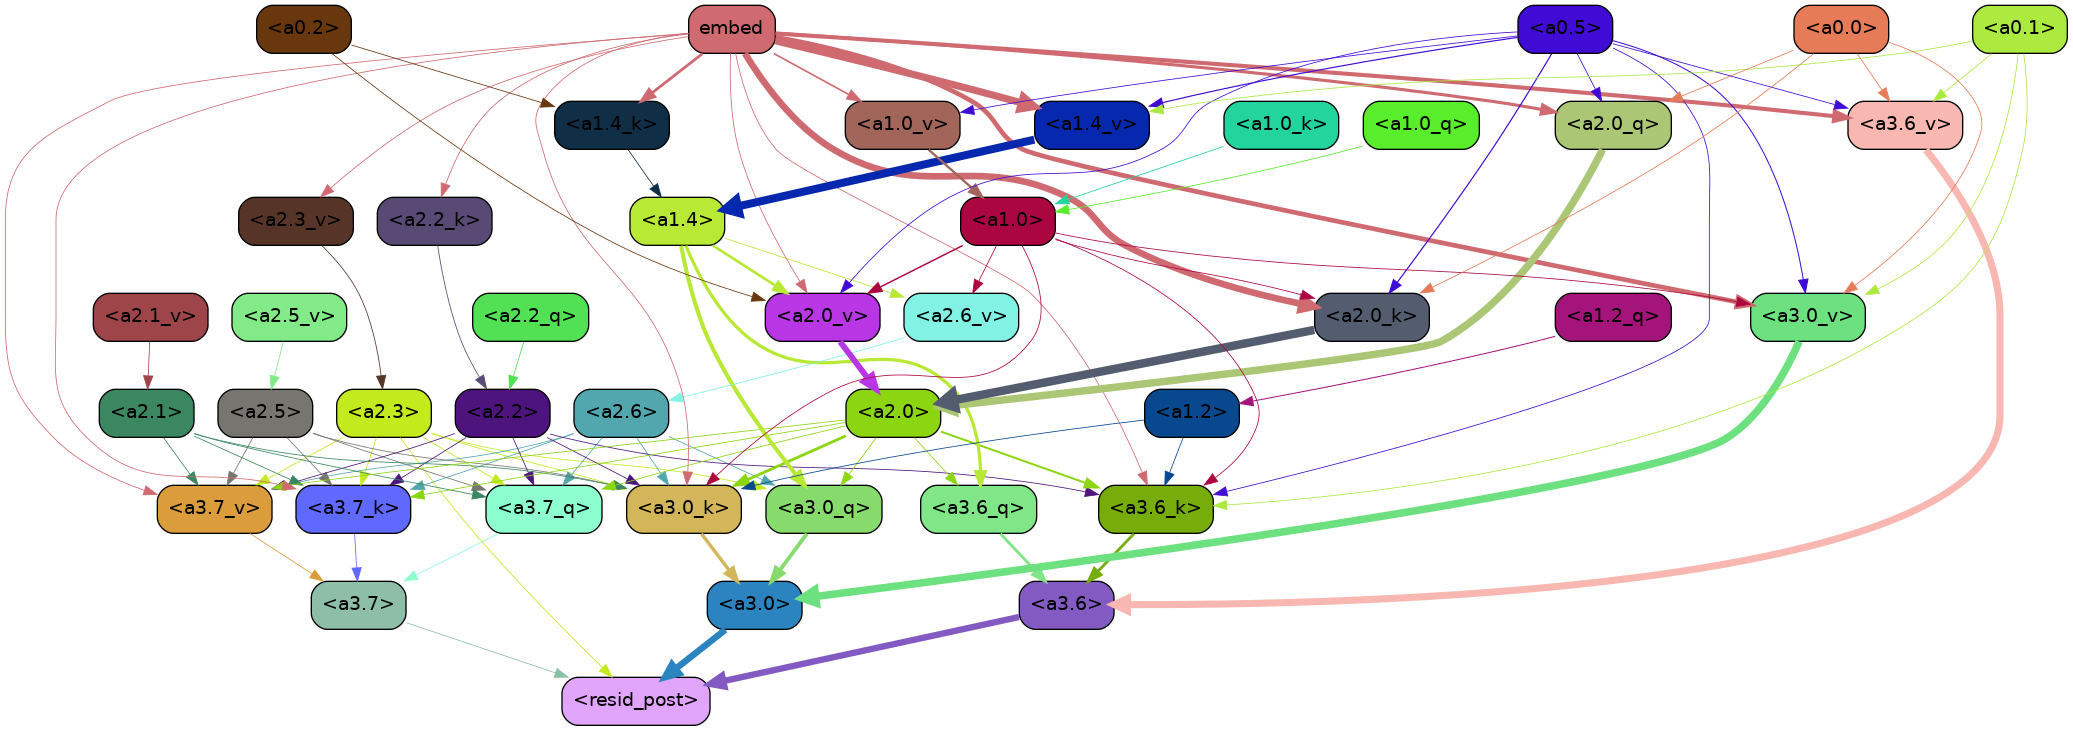 <a0.2> embed <a0.5> <a0.0> <a0.1>
<a1.4_k> <a1.0_v> <a1.4_v> <a1.0_k> <a1.0_q> <a2.0_q> <a3.6_v>
<a2.3_v> <a2.2_k> <a1.4> <a1.0>
<a2.1_v> <a2.5_v> <a2.2_q> <a2.0_v> <a2.6_v> <a2.0_k> <a1.2_q> <a3.0_v>
<a2.1> <a2.5> <a2.3> <a2.2> <a2.6> <a2.0> <a1.2>
<a3.7_v> <a3.7_k> <a3.7_q> <a3.0_k> <a3.0_q> <a3.6_q> <a3.6_k>
<a3.7> <a3.0> <a3.6>
<resid_post>